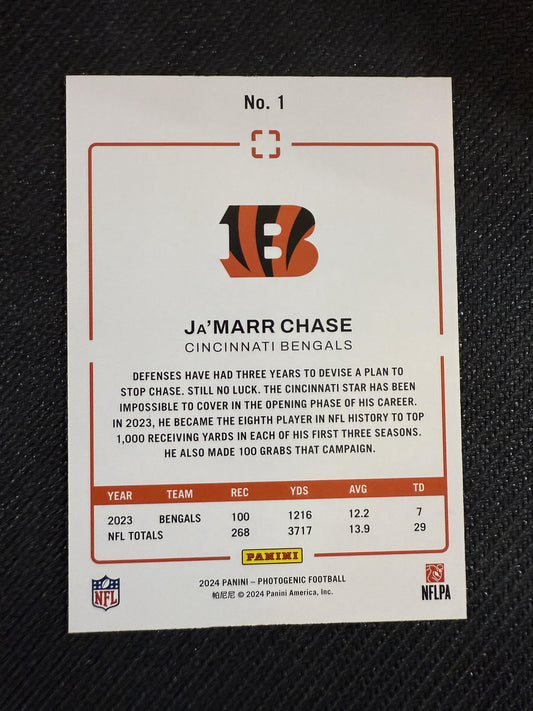 No. 1
B
JA'MARR CHASE
CINCINNATI BENGALS
DEFENSES HAVE HAD THREE YEARS TO DEVISE A PLAN TO
STOP CHASE. STILL NO LUCK. THE CINCINNATI STAR HAS BEEN
IMPOSSIBLE TO COVER IN THE OPENING PHASE OF HIS CAREER.
IN 2023, HE BECAME THE EIGHTH PLAYER IN NFL HISTORY TO TOP
1,000 RECEIVING YARDS IN EACH OF HIS FIRST THREE SEASONS.
HE ALSO MADE 100 GRABS THAT CAMPAIGN.
YEAR TEAM REC YDS AVG TD
2023 BENGALS 100 1216 12.2 7
NFL TOTALS 268 3717 13.9 29
PANINI
2024 PANINI – PHOTOGENIC FOOTBALL
帕尼尼 © 2024 Panini America, Inc.
NFL
NFLPA